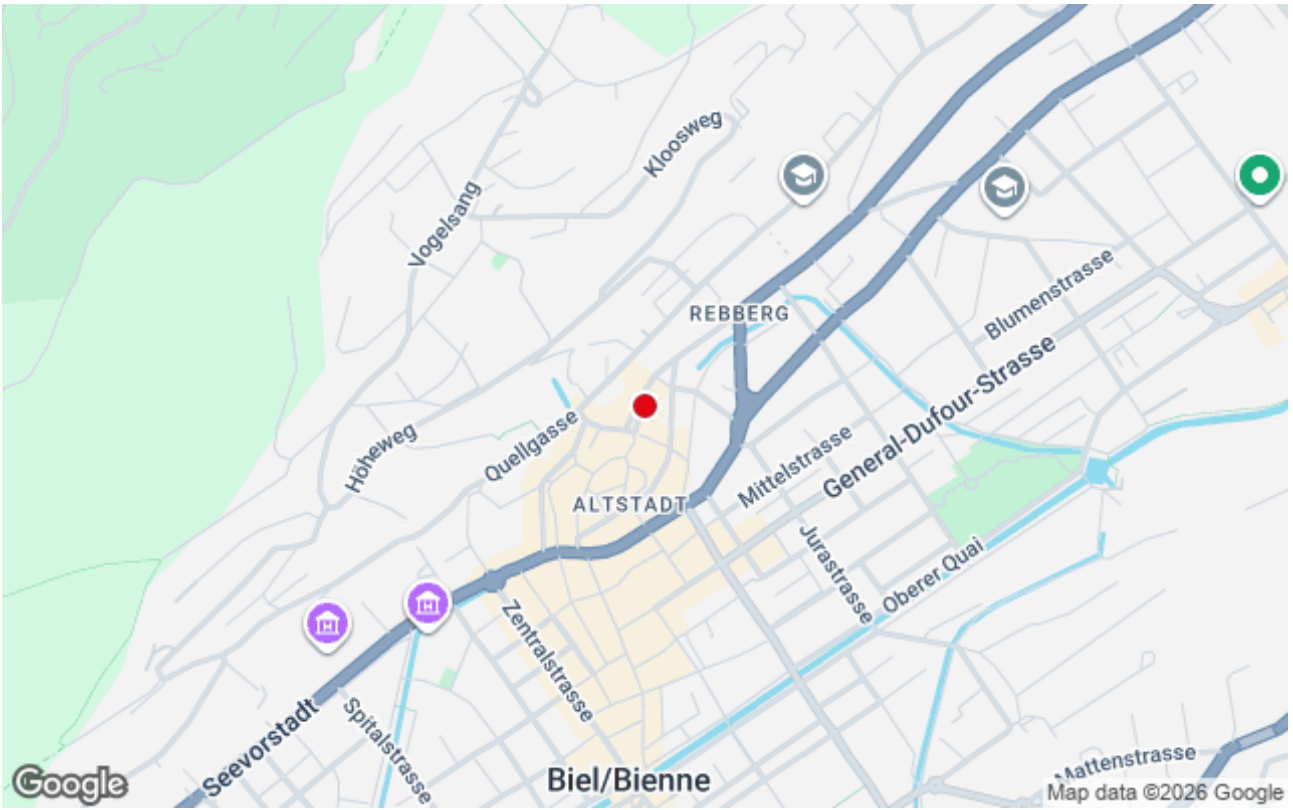 Kloosweg
Vogelsang
REBBERG
Blumenstrasse
General-Dufour-Strasse
Höheweg
Quellgasse
Mittelstrasse
ALTSTADT
Jurastrasse
Oberer Quai
Zentralstrasse
Seevorstadt
Spitalstrasse
Biel/Bienne
Mattenstrasse
H
H
Google
Map data ©2026 Google